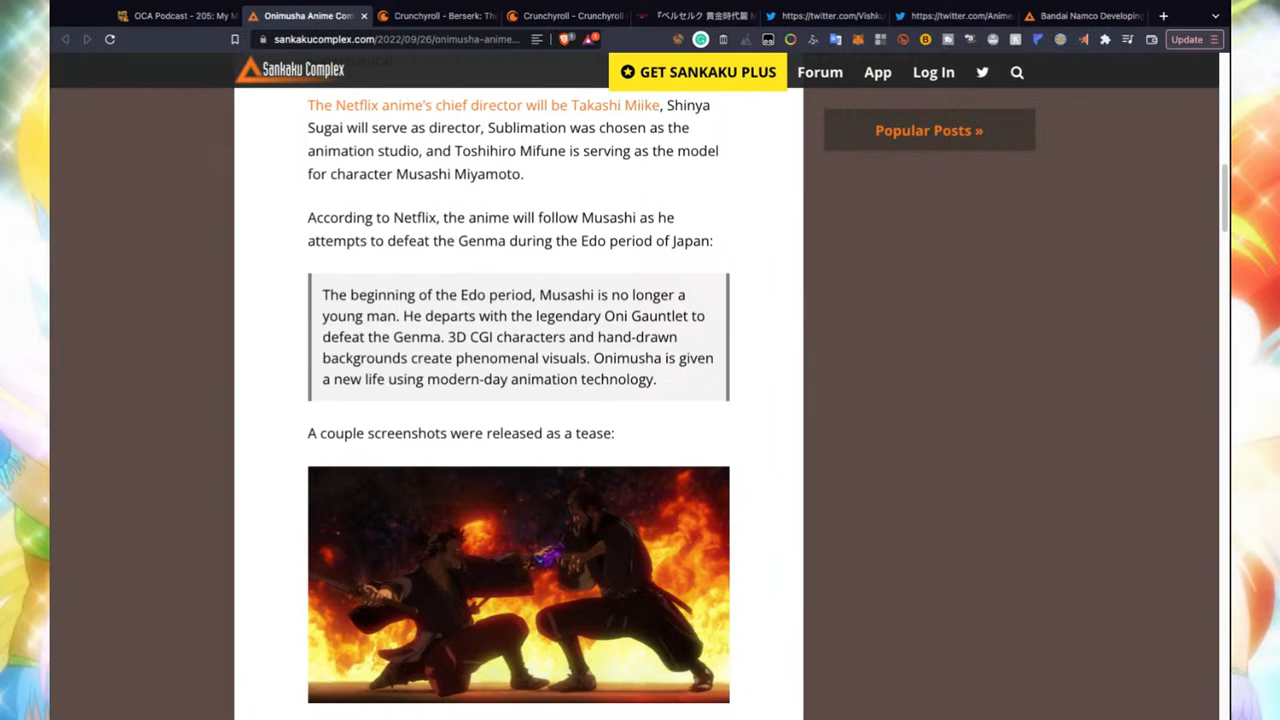 OCA Podcast - 205: My M
Onimusha Anime Com
Crunchyroll - Berserk: The
Crunchyroll - Crunchyroll
『ベルセルク 黄金時代篇 M
https://twitter.com/Vishku
https://twitter.com/Anime
Bandai Namco Developing
sankakucomplex.com/2022/09/26/onimusha-anime...
Update
Sankaku Complex
GET SANKAKU PLUS
Forum
App
Log In
The Netflix anime's chief director will be Takashi Miike, Shinya
Sugai will serve as director, Sublimation was chosen as the
animation studio, and Toshihiro Mifune is serving as the model
for character Musashi Miyamoto.
According to Netflix, the anime will follow Musashi as he
attempts to defeat the Genma during the Edo period of Japan:
The beginning of the Edo period, Musashi is no longer a
young man. He departs with the legendary Oni Gauntlet to
defeat the Genma. 3D CGI characters and hand-drawn
backgrounds create phenomenal visuals. Onimusha is given
a new life using modern-day animation technology.
A couple screenshots were released as a tease:
Popular Posts »